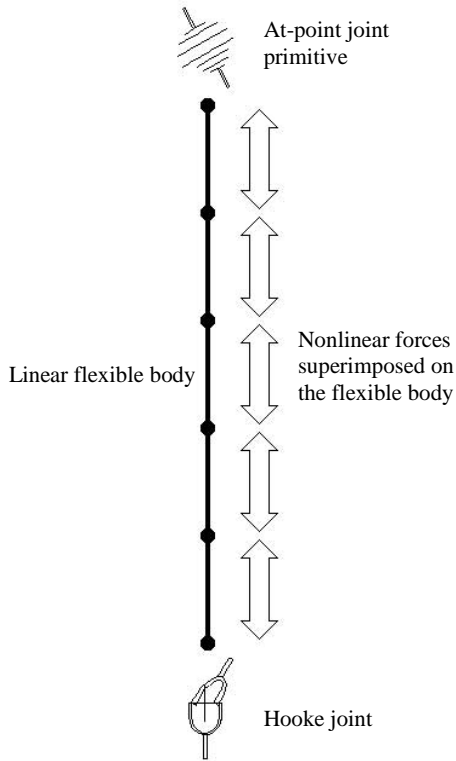 At-point joint
primitive
Linear flexible body
Nonlinear forces
superimposed on
the flexible body
Hooke joint